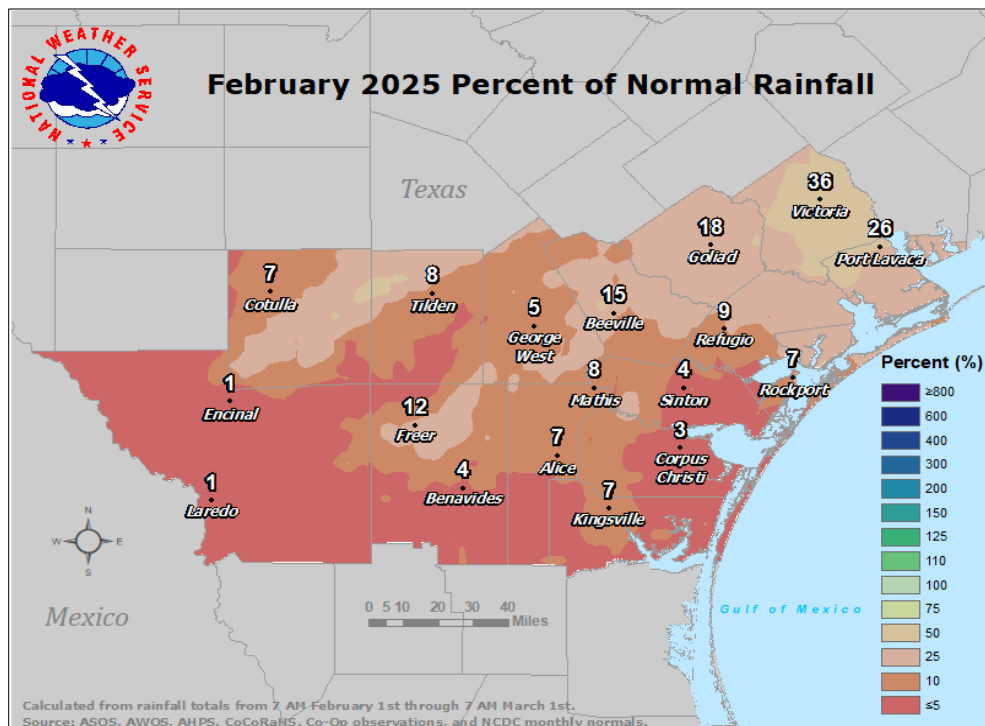 NATIONAL WEATHER SERVICE
February 2025 Percent of Normal Rainfall
Texas
36
Victoria
18
Goliad
26
Port Lavaca
7
Cotulla
8
Tilden
5
George
West
15
Beeville
9
Refugio
1
Encinal
8
Mathis
4
Sinton
7
Rockport
12
Freer
7
Alice
3
Corpus
Christi
1
Laredo
4
Benavides
7
Kingsville
Percent (%)
≥800
600
400
300
200
150
125
110
100
75
50
25
10
≤5
N
W E
S
Mexico
0 5 10 20 30 40
Miles
Gulf of Mexico
Calculated from rainfall totals from 7 AM February 1st through 7 AM March 1st.
Source: ASOS, AWOS, AHPS, CoCoRaHS, Co-Op observations, and NCDC monthly normals.